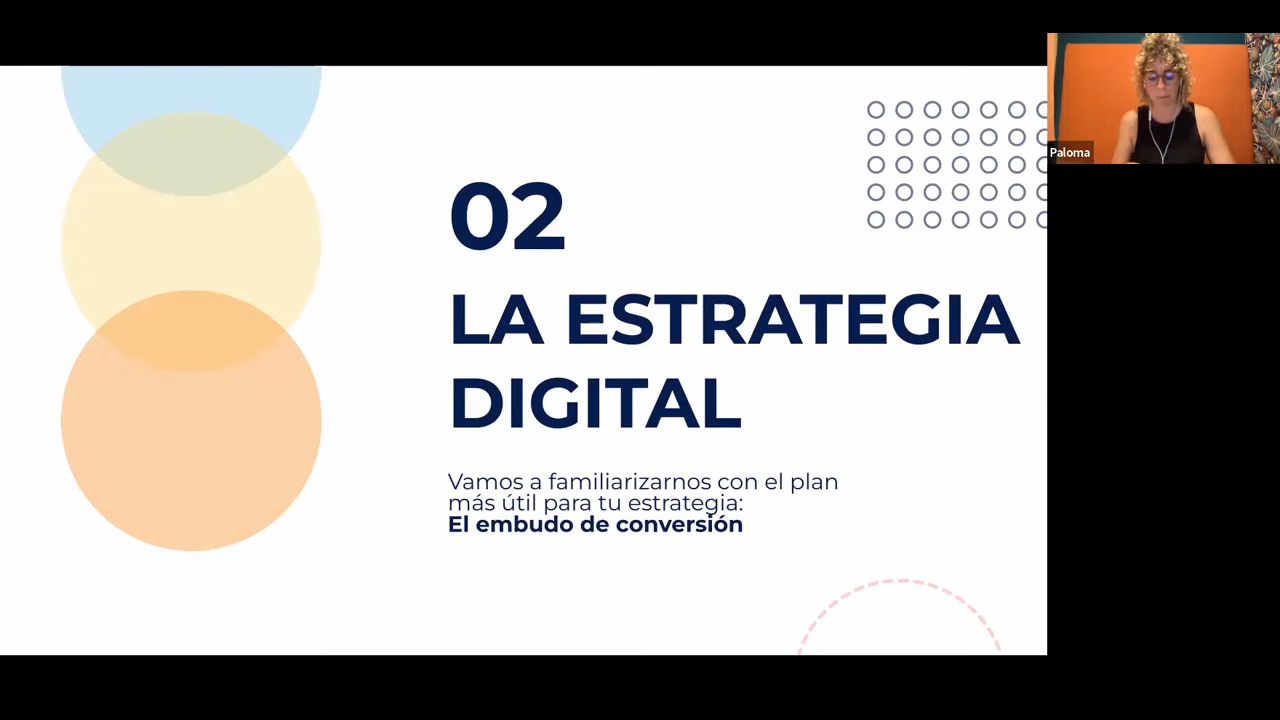 02
LA ESTRATEGIA
DIGITAL
Vamos a familiarizarnos con el plan
más útil para tu estrategia:
El embudo de conversión
Paloma